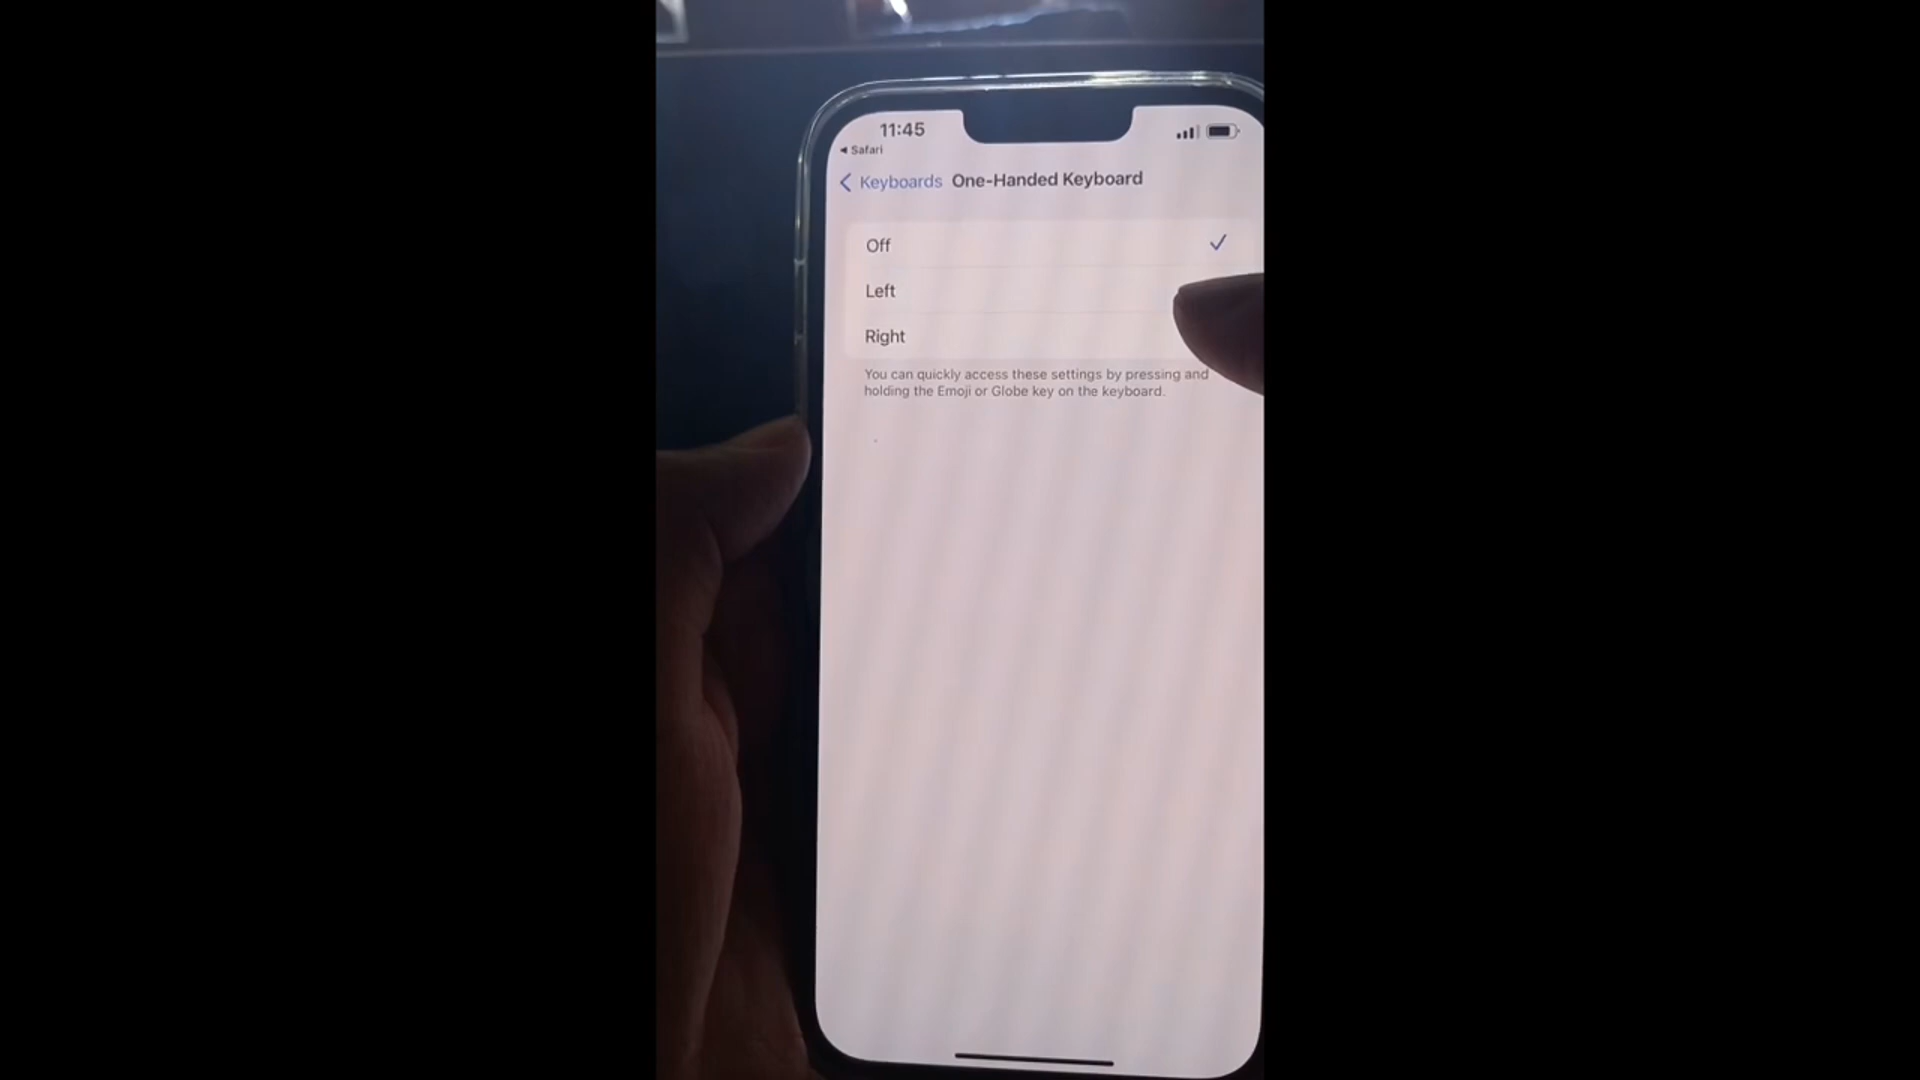 11:45
◀ Safari
Keyboards One-Handed Keyboard
Off
Left
Right
You can quickly access these settings by pressing and
holding the Emoji or Globe key on the keyboard.